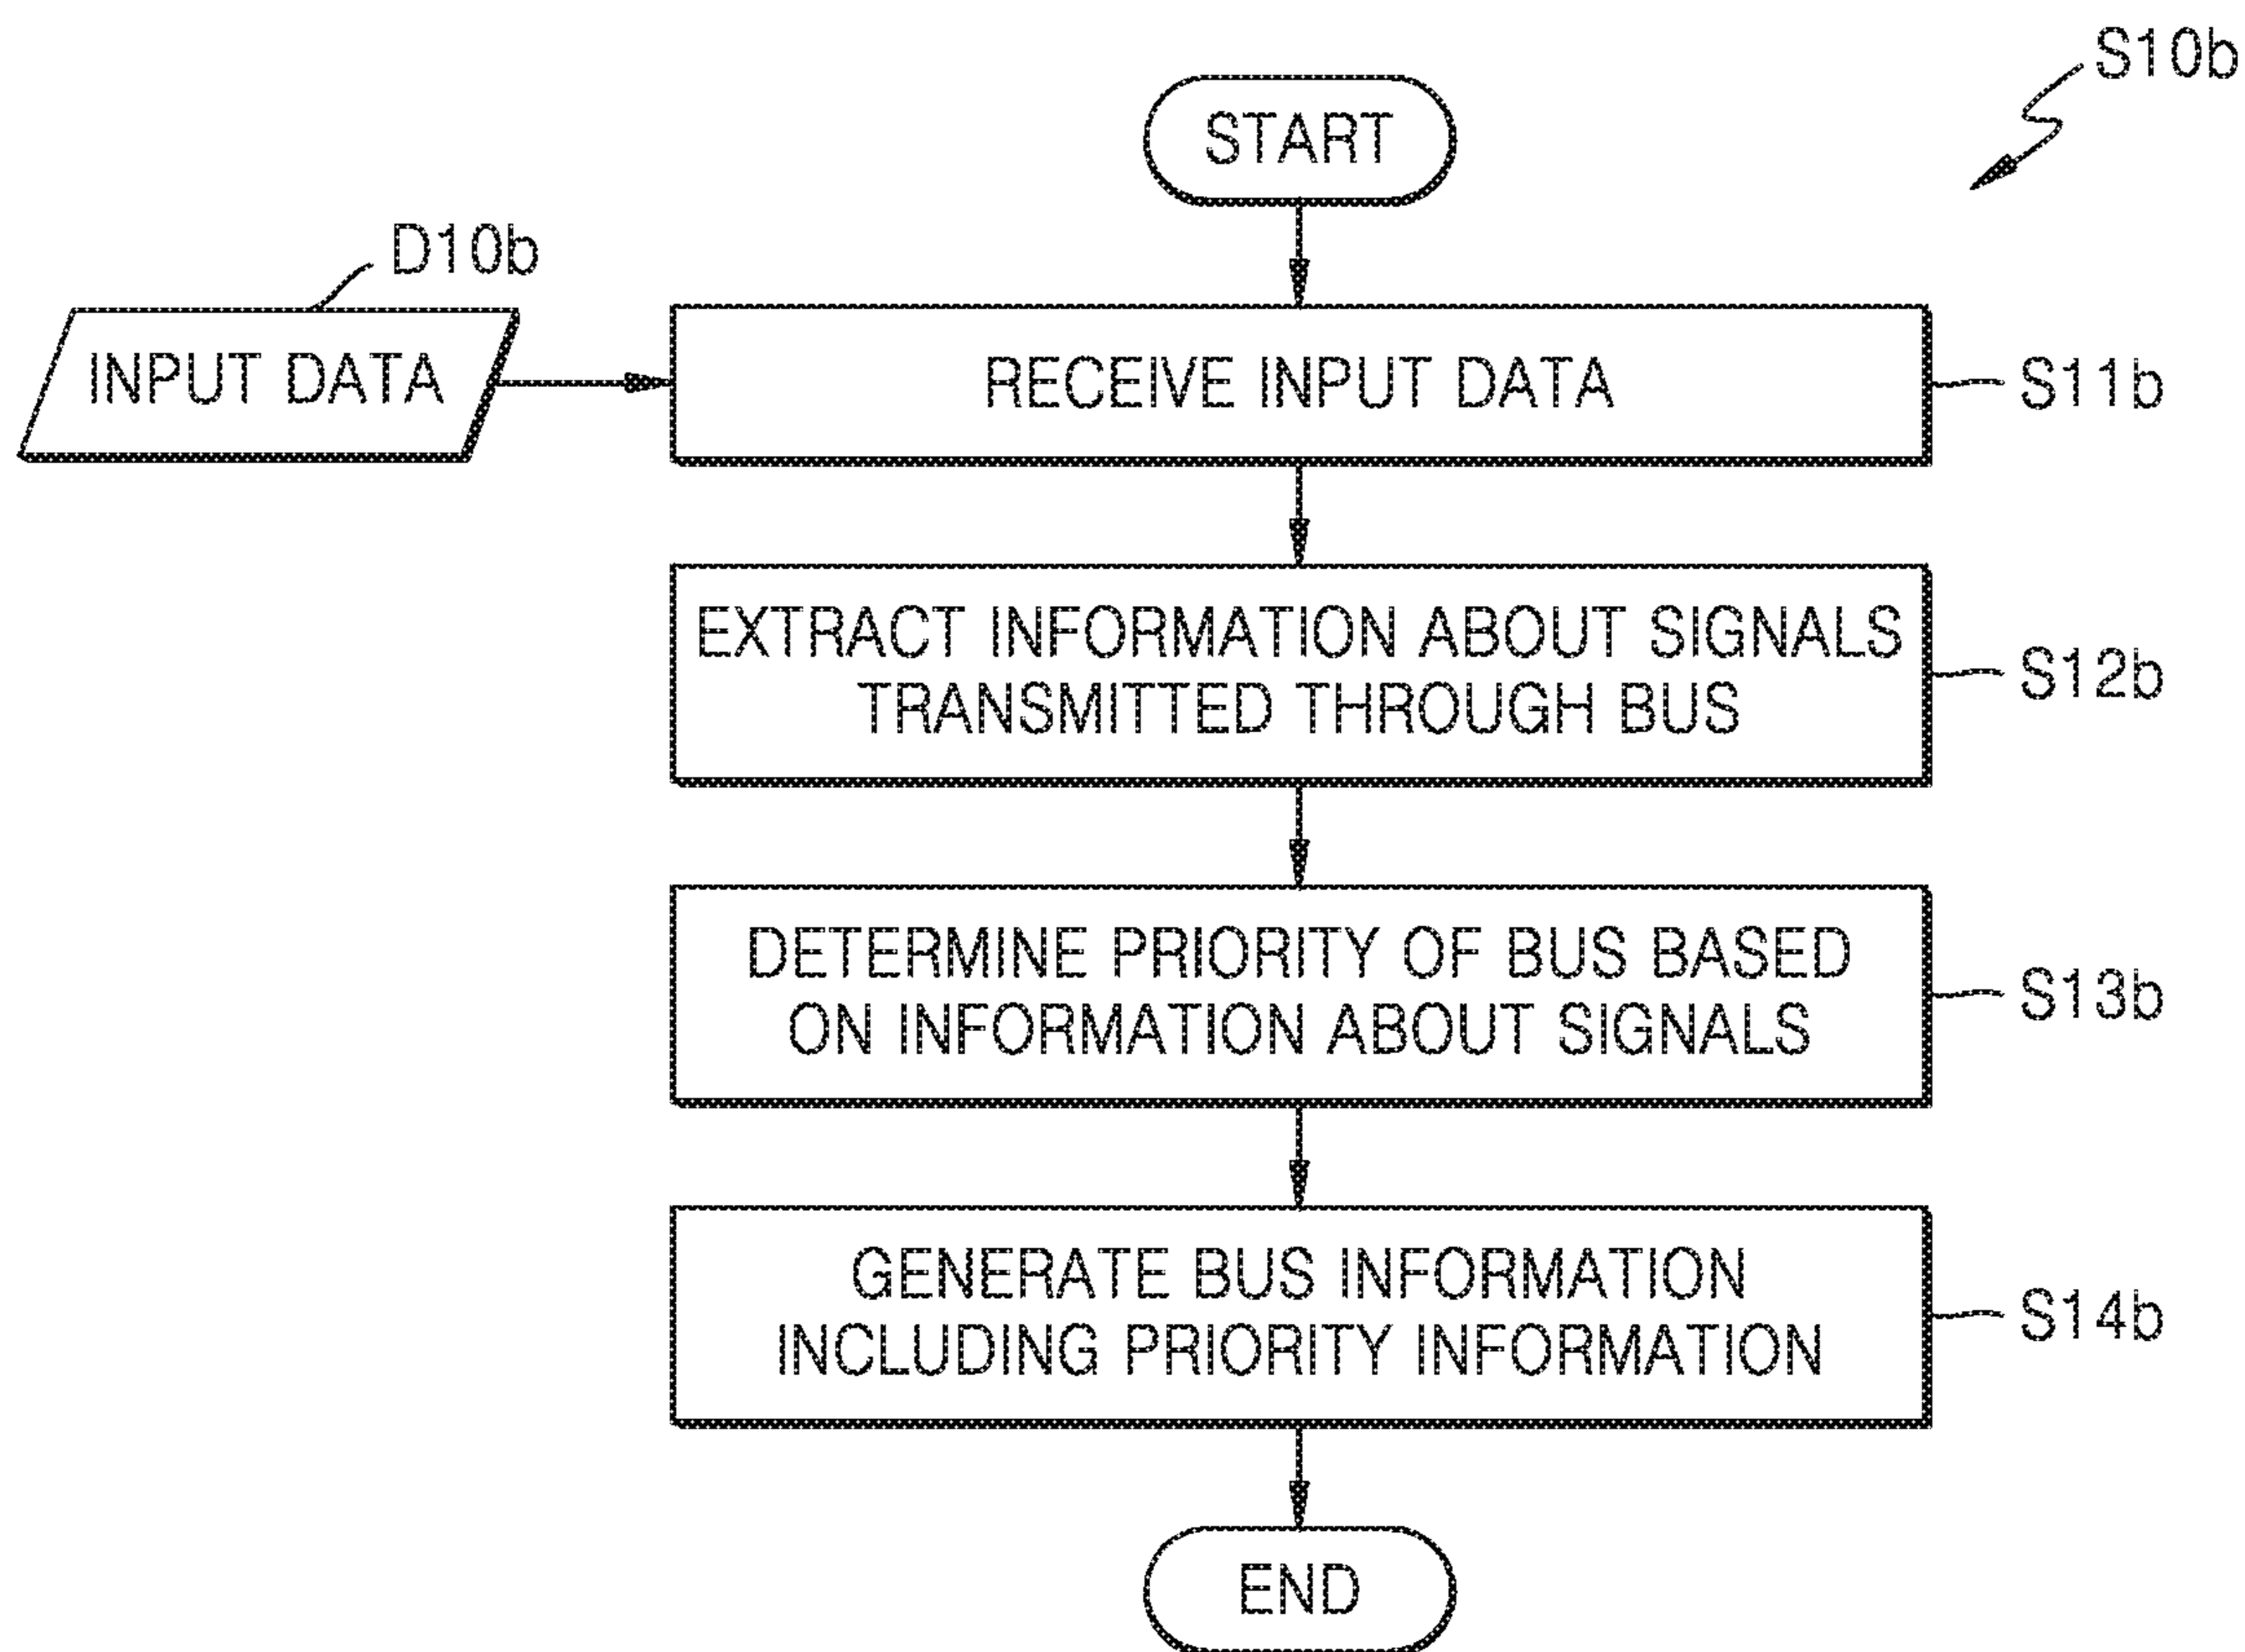 S10b
START
D10b
INPUT DATA
RECEIVE INPUT DATA
S11b
EXTRACT INFORMATION ABOUT SIGNALS
TRANSMITTED THROUGH BUS
S12b
DETERMINE PRIORITY OF BUS BASED
ON INFORMATION ABOUT SIGNALS
S13b
GENERATE BUS INFORMATION
INCLUDING PRIORITY INFORMATION
S14b
END